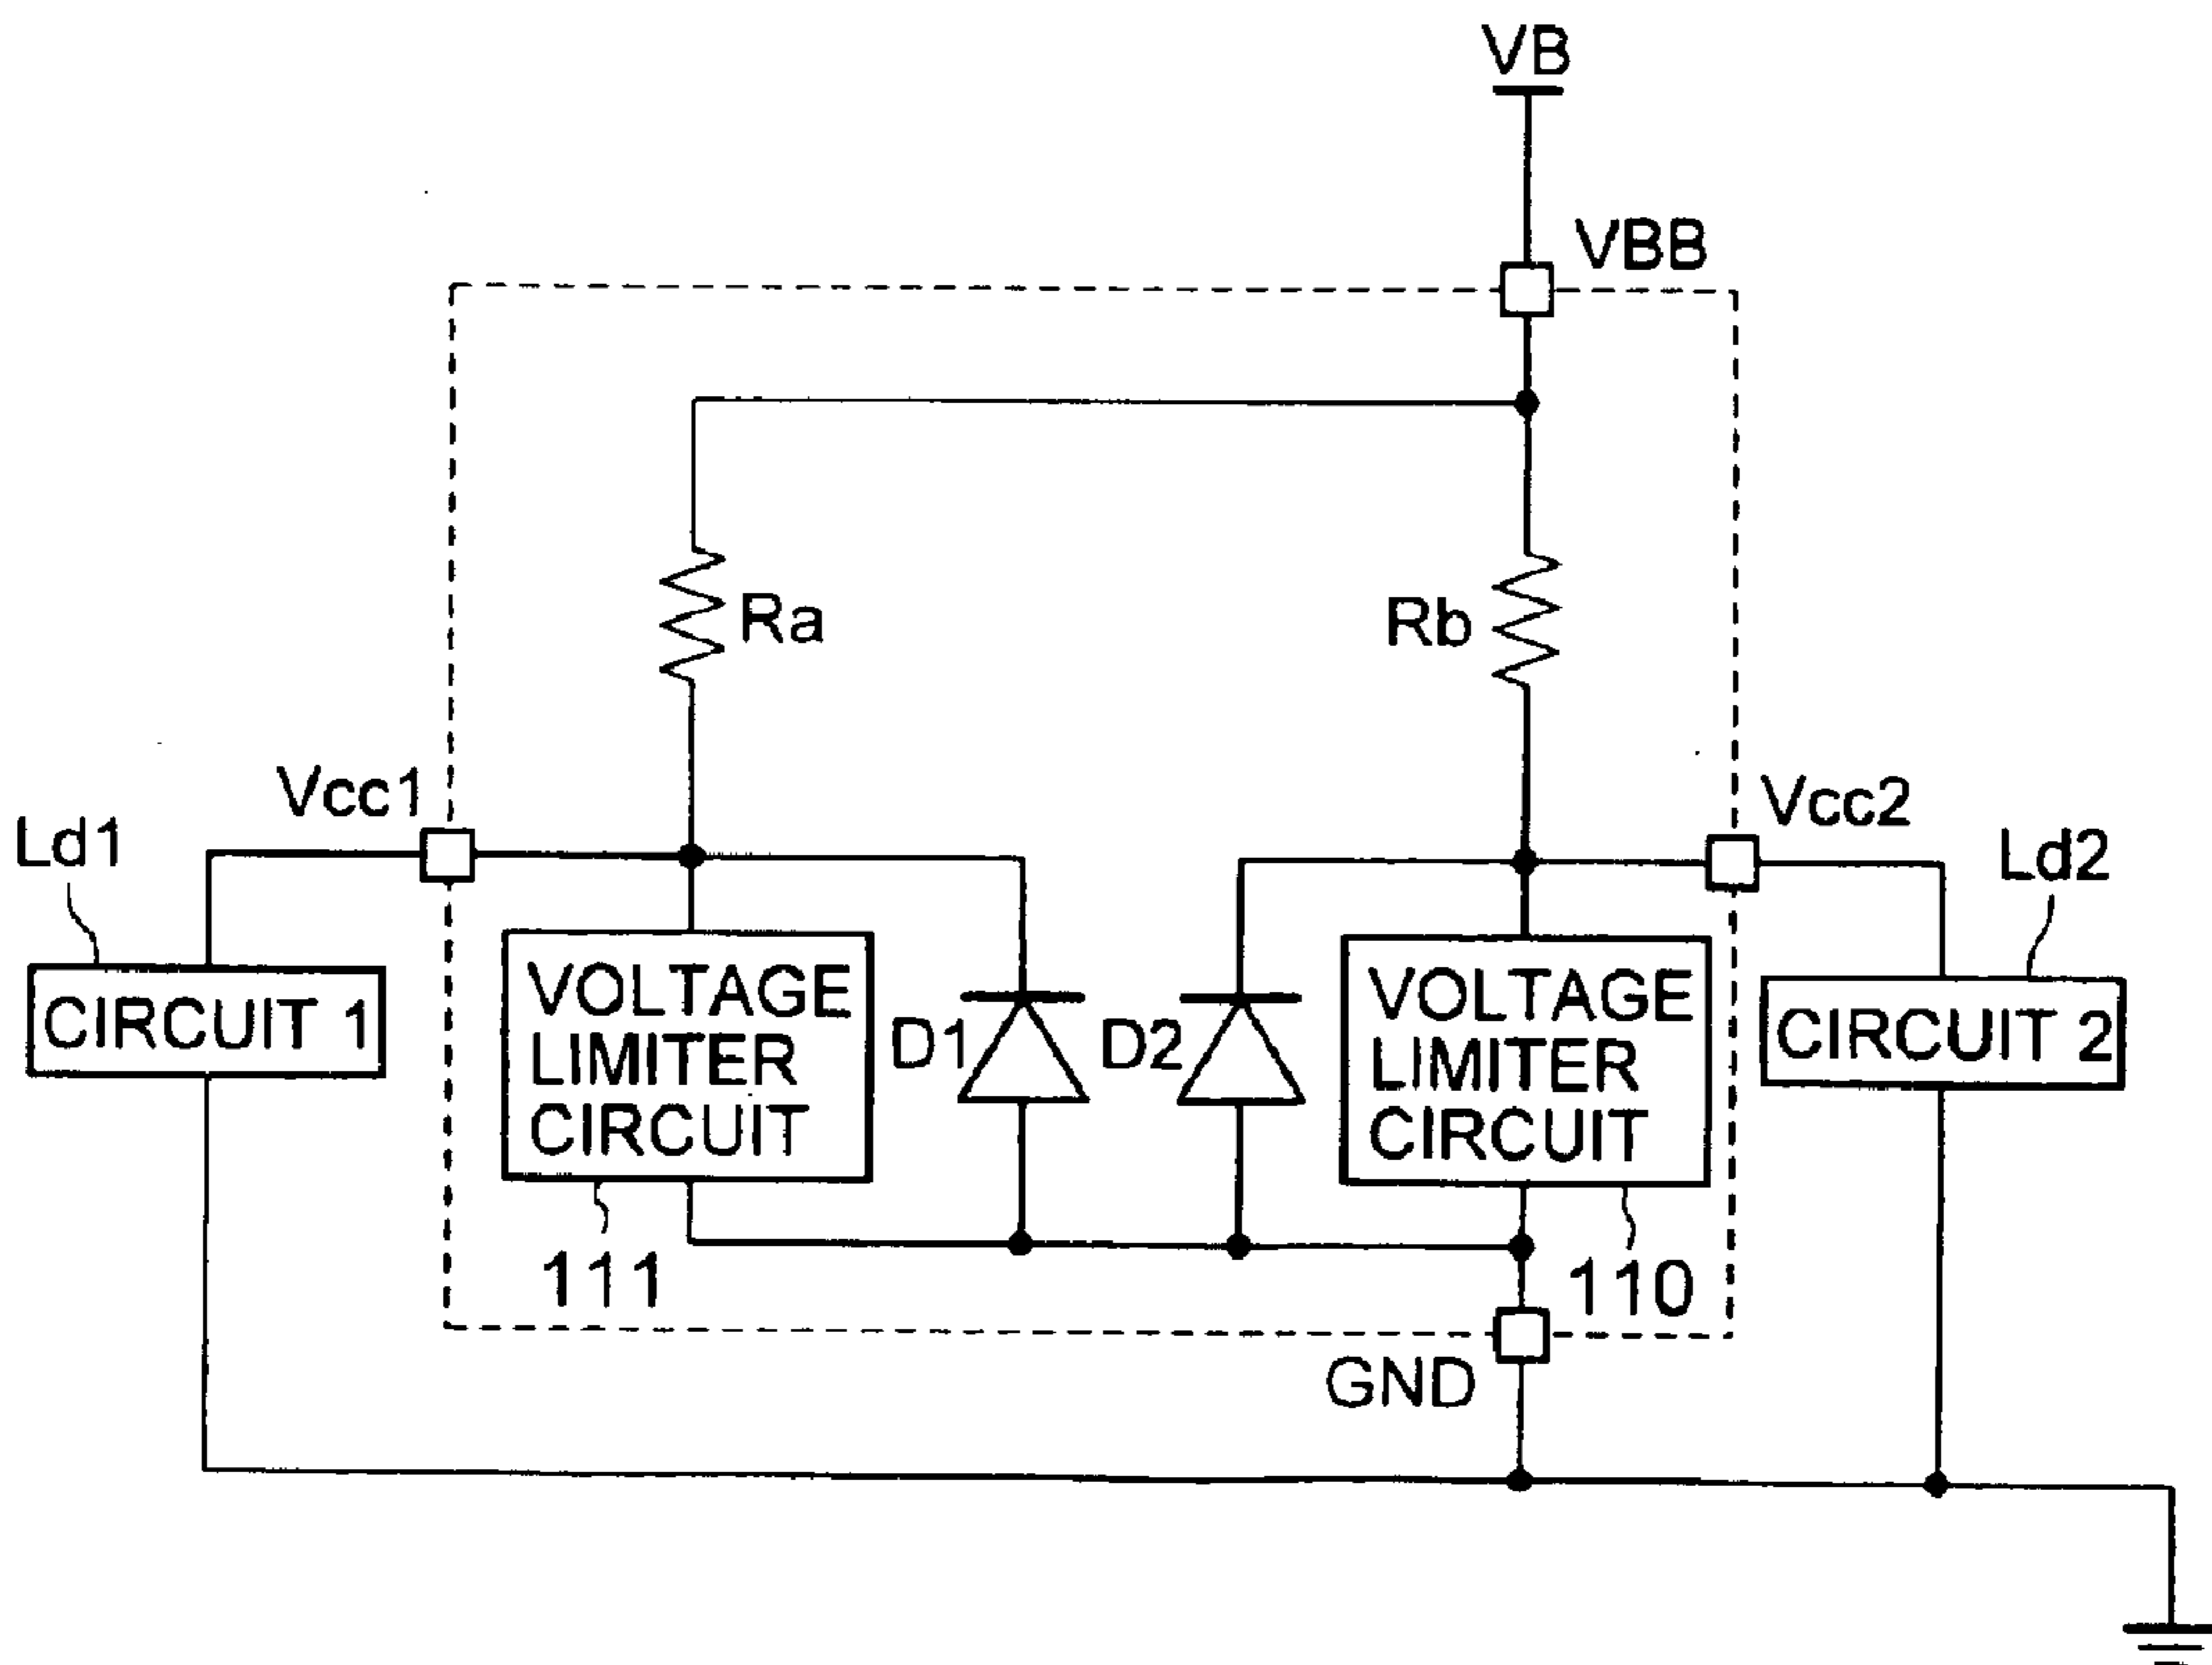 VB
VBB
Ra
Rb
Vcc1
Vcc2
Ld1
Ld2
CIRCUIT 1
VOLTAGE
LIMITER
CIRCUIT
D1
D2
VOLTAGE
LIMITER
CIRCUIT
CIRCUIT 2
111
110
GND